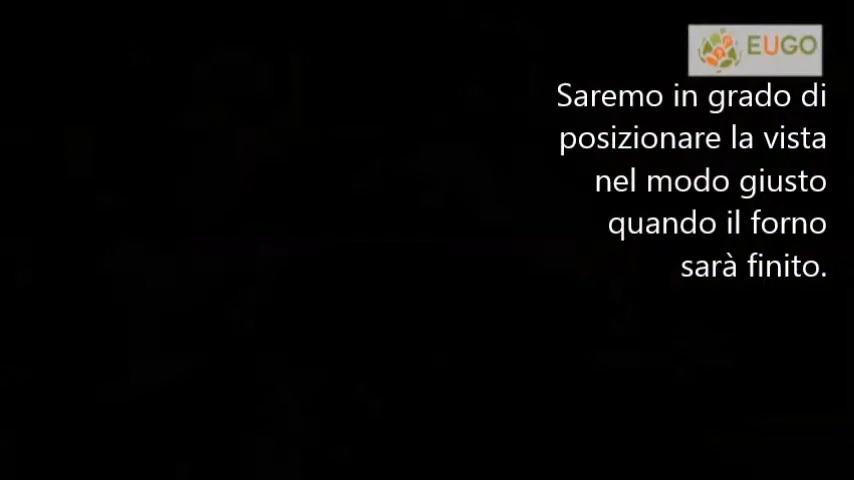 EUGO
Saremo in grado di
posizionare la vista
nel modo giusto
quando il forno
sarà finito.